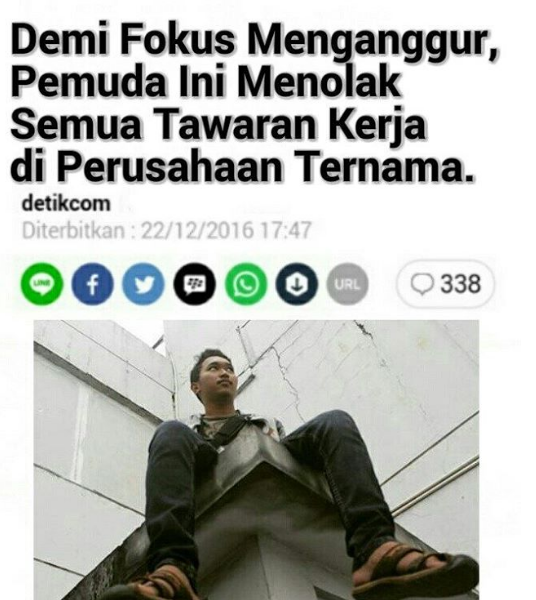 Demi Fokus Menganggur,
Pemuda Ini Menolak
Semua Tawaran Kerja
di Perusahaan Ternama.
detikcom
Diterbitkan : 22/12/2016 17:47
LINE f URL 338